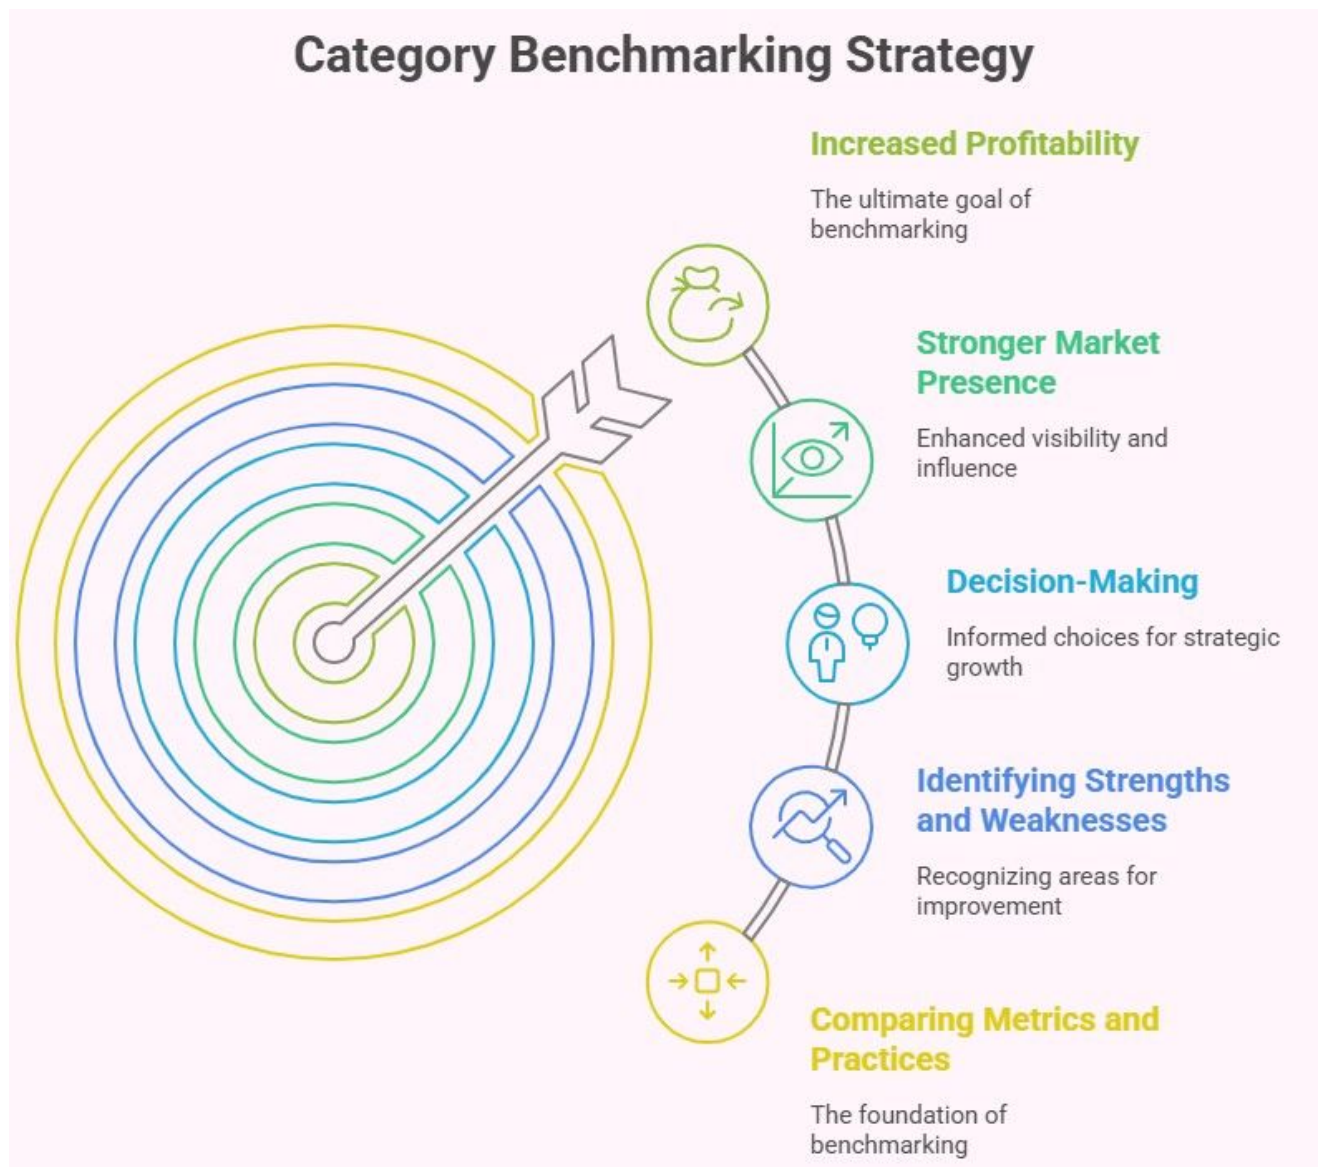 Category Benchmarking Strategy
Increased Profitability
The ultimate goal of
benchmarking
Stronger Market
Presence
Enhanced visibility and
influence
Decision-Making
Informed choices for strategic
growth
Identifying Strengths
and Weaknesses
Recognizing areas for
improvement
Comparing Metrics and
Practices
The foundation of
benchmarking